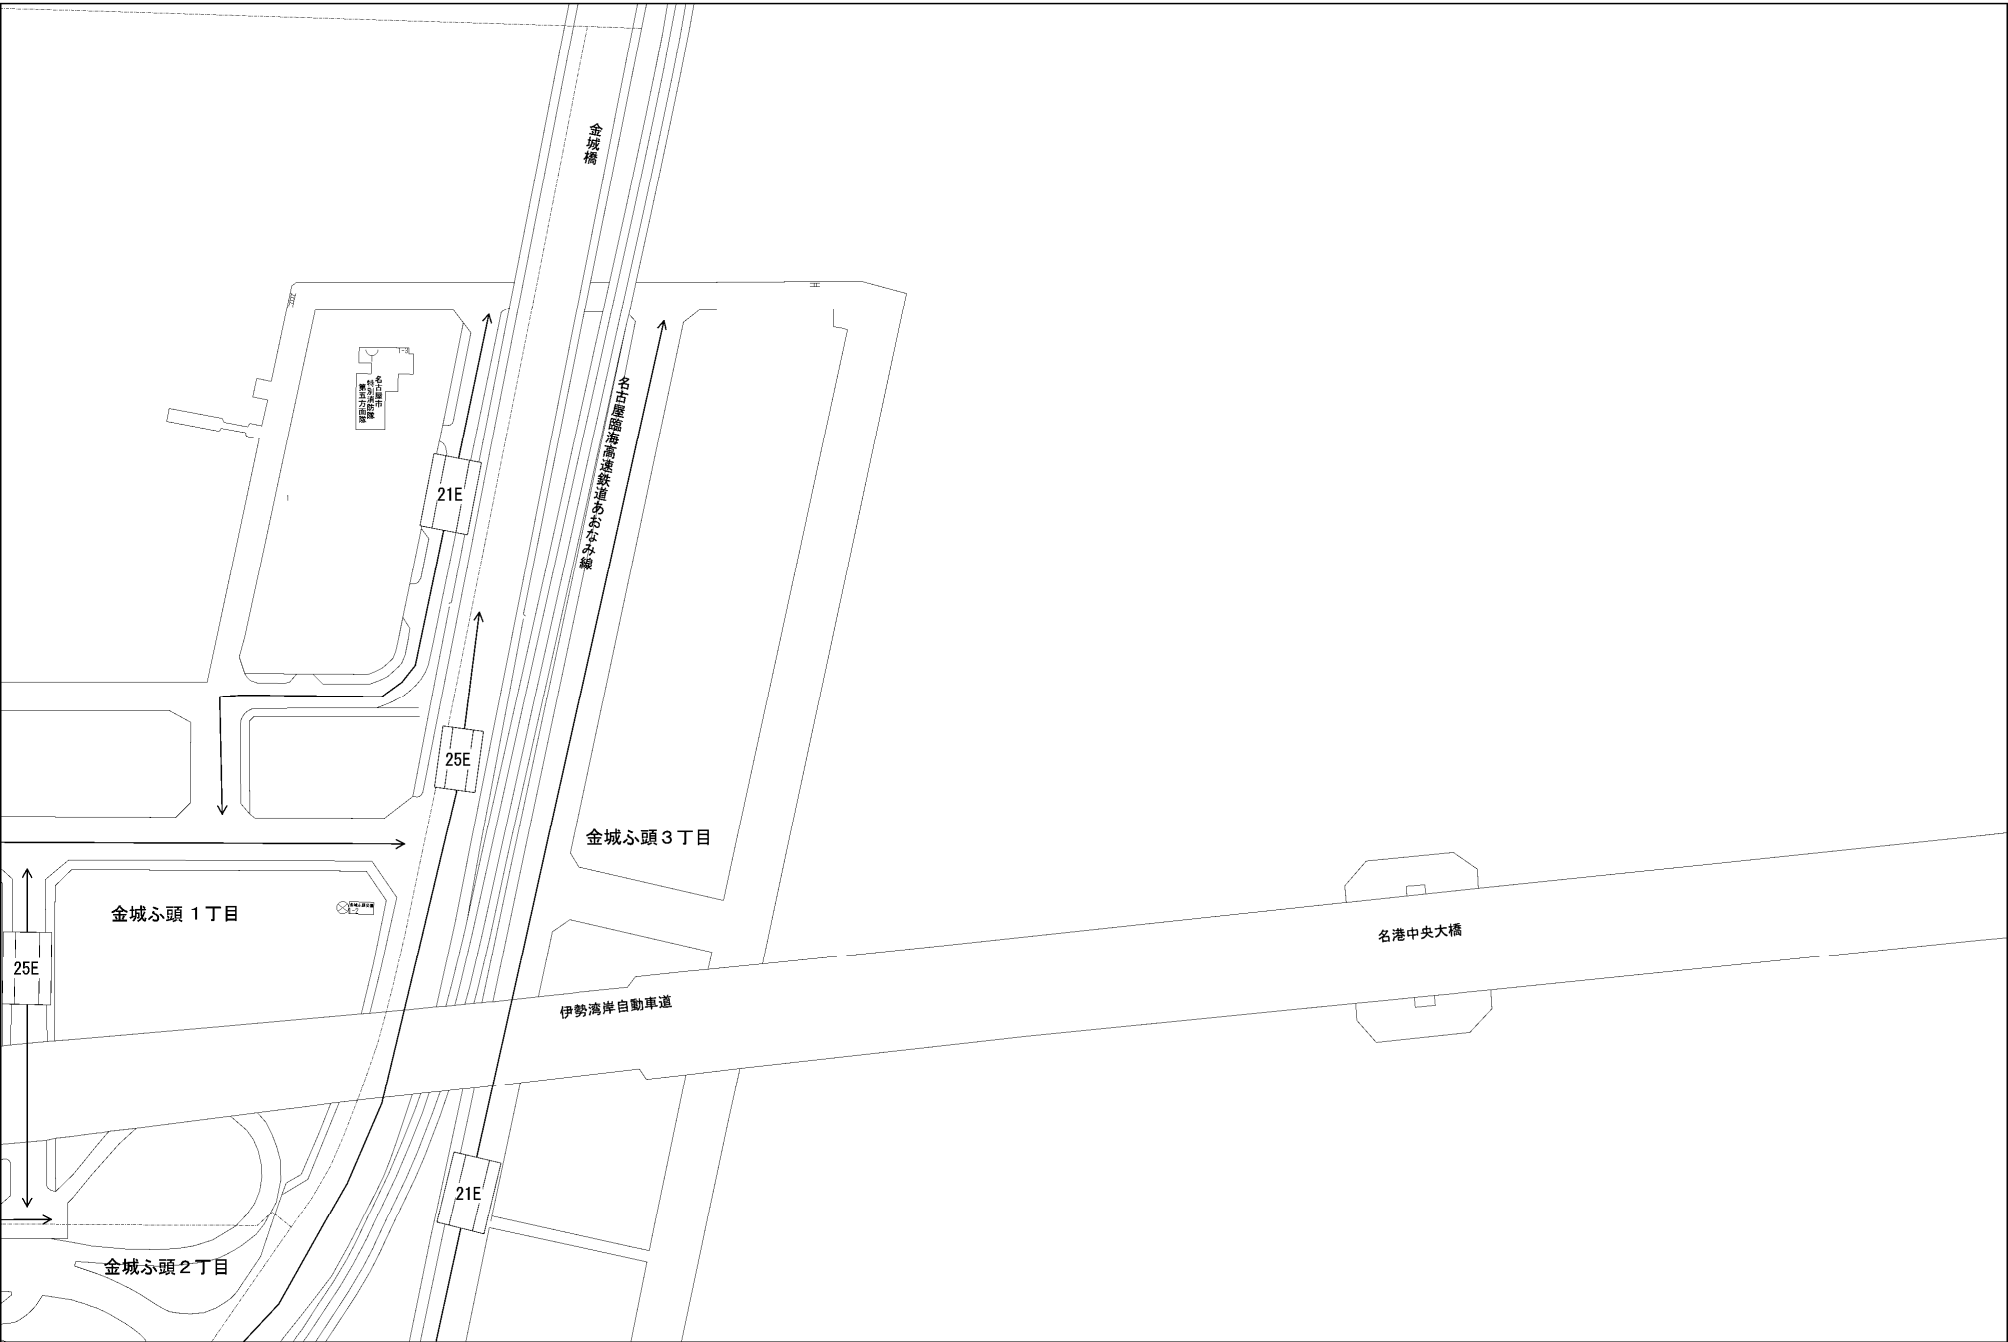 金城橋
名古屋市
特別消防隊
第五方面隊
21E
名古屋臨海高速鉄道あおなみ線
25E
金城ふ頭3丁目
金城ふ頭1丁目
25E
名港中央大橋
伊勢湾岸自動車道
21E
金城ふ頭2丁目